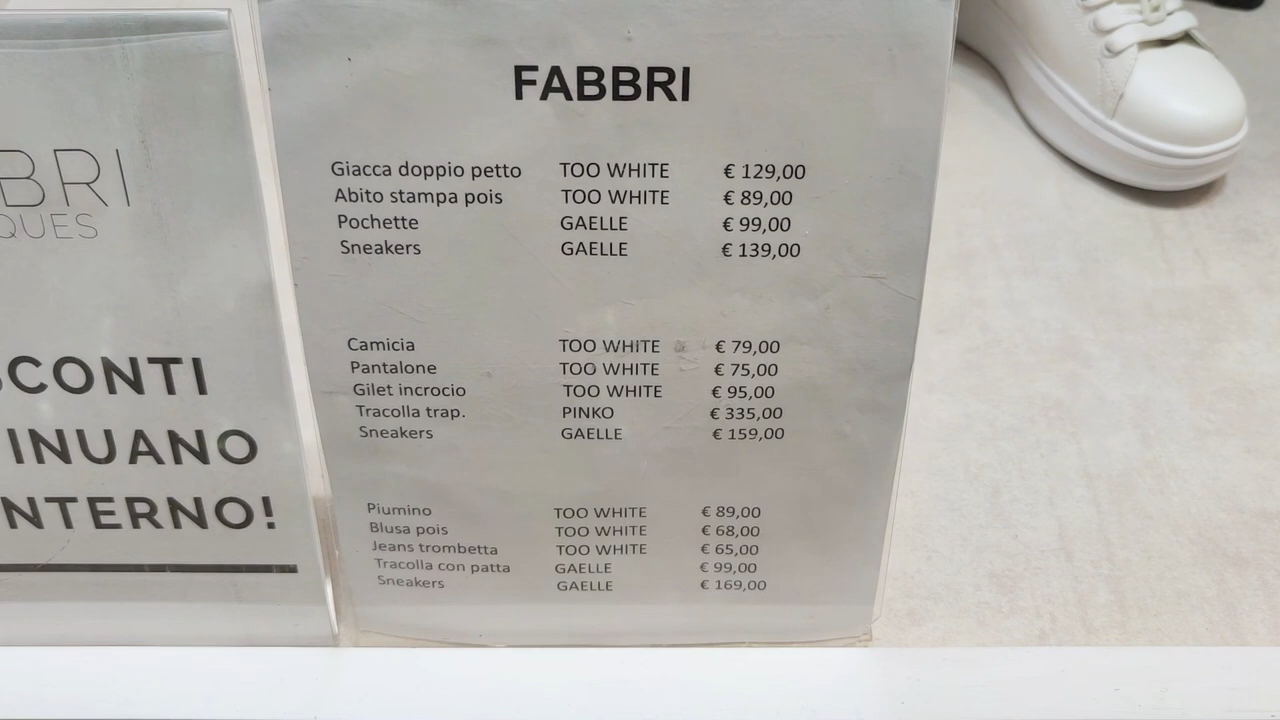 BRI
QUES
SCONTI
INUANO
NTERNO!
FABBRI
Giacca doppio petto TOO WHITE € 129,00
Abito stampa pois TOO WHITE € 89,00
Pochette GAELLE € 99,00
Sneakers GAELLE € 139,00
Camicia TOO WHITE € 79,00
Pantalone TOO WHITE € 75,00
Gilet incrocio TOO WHITE € 95,00
Tracolla trap. PINKO € 335,00
Sneakers GAELLE € 159,00
Piumino TOO WHITE € 89,00
Blusa pois TOO WHITE € 68,00
Jeans trombetta TOO WHITE € 65,00
Tracolla con patta GAELLE € 99,00
Sneakers GAELLE € 169,00